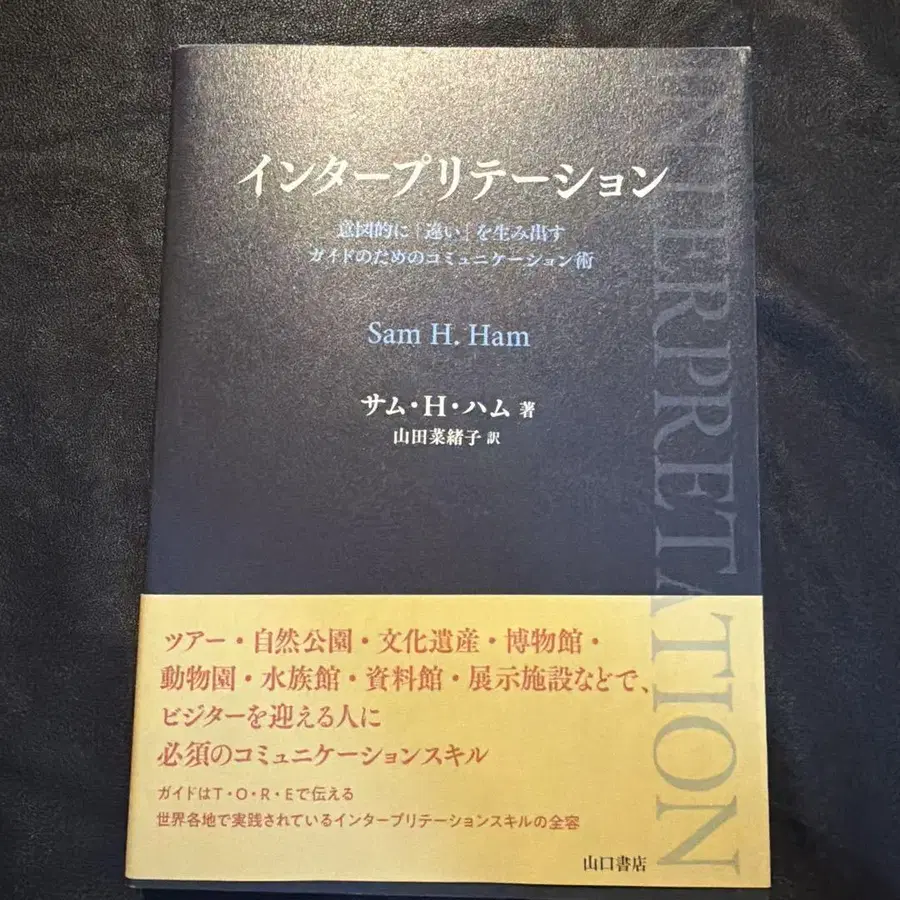 インタープリテーション
意図的に「違い」を生み出す
ガイドのためのコミュニケーション術
Sam H. Ham
サム・H・ハム 著
山田菜緒子 訳
INTERPRETATION
ツアー・自然公園・文化遺産・博物館・
動物園・水族館・資料館・展示施設などで、
ビジターを迎える人に
必須のコミュニケーションスキル
ガイドはT・O・R・Eで伝える
世界各地で実践されているインタープリテーションスキルの全容
山口書店